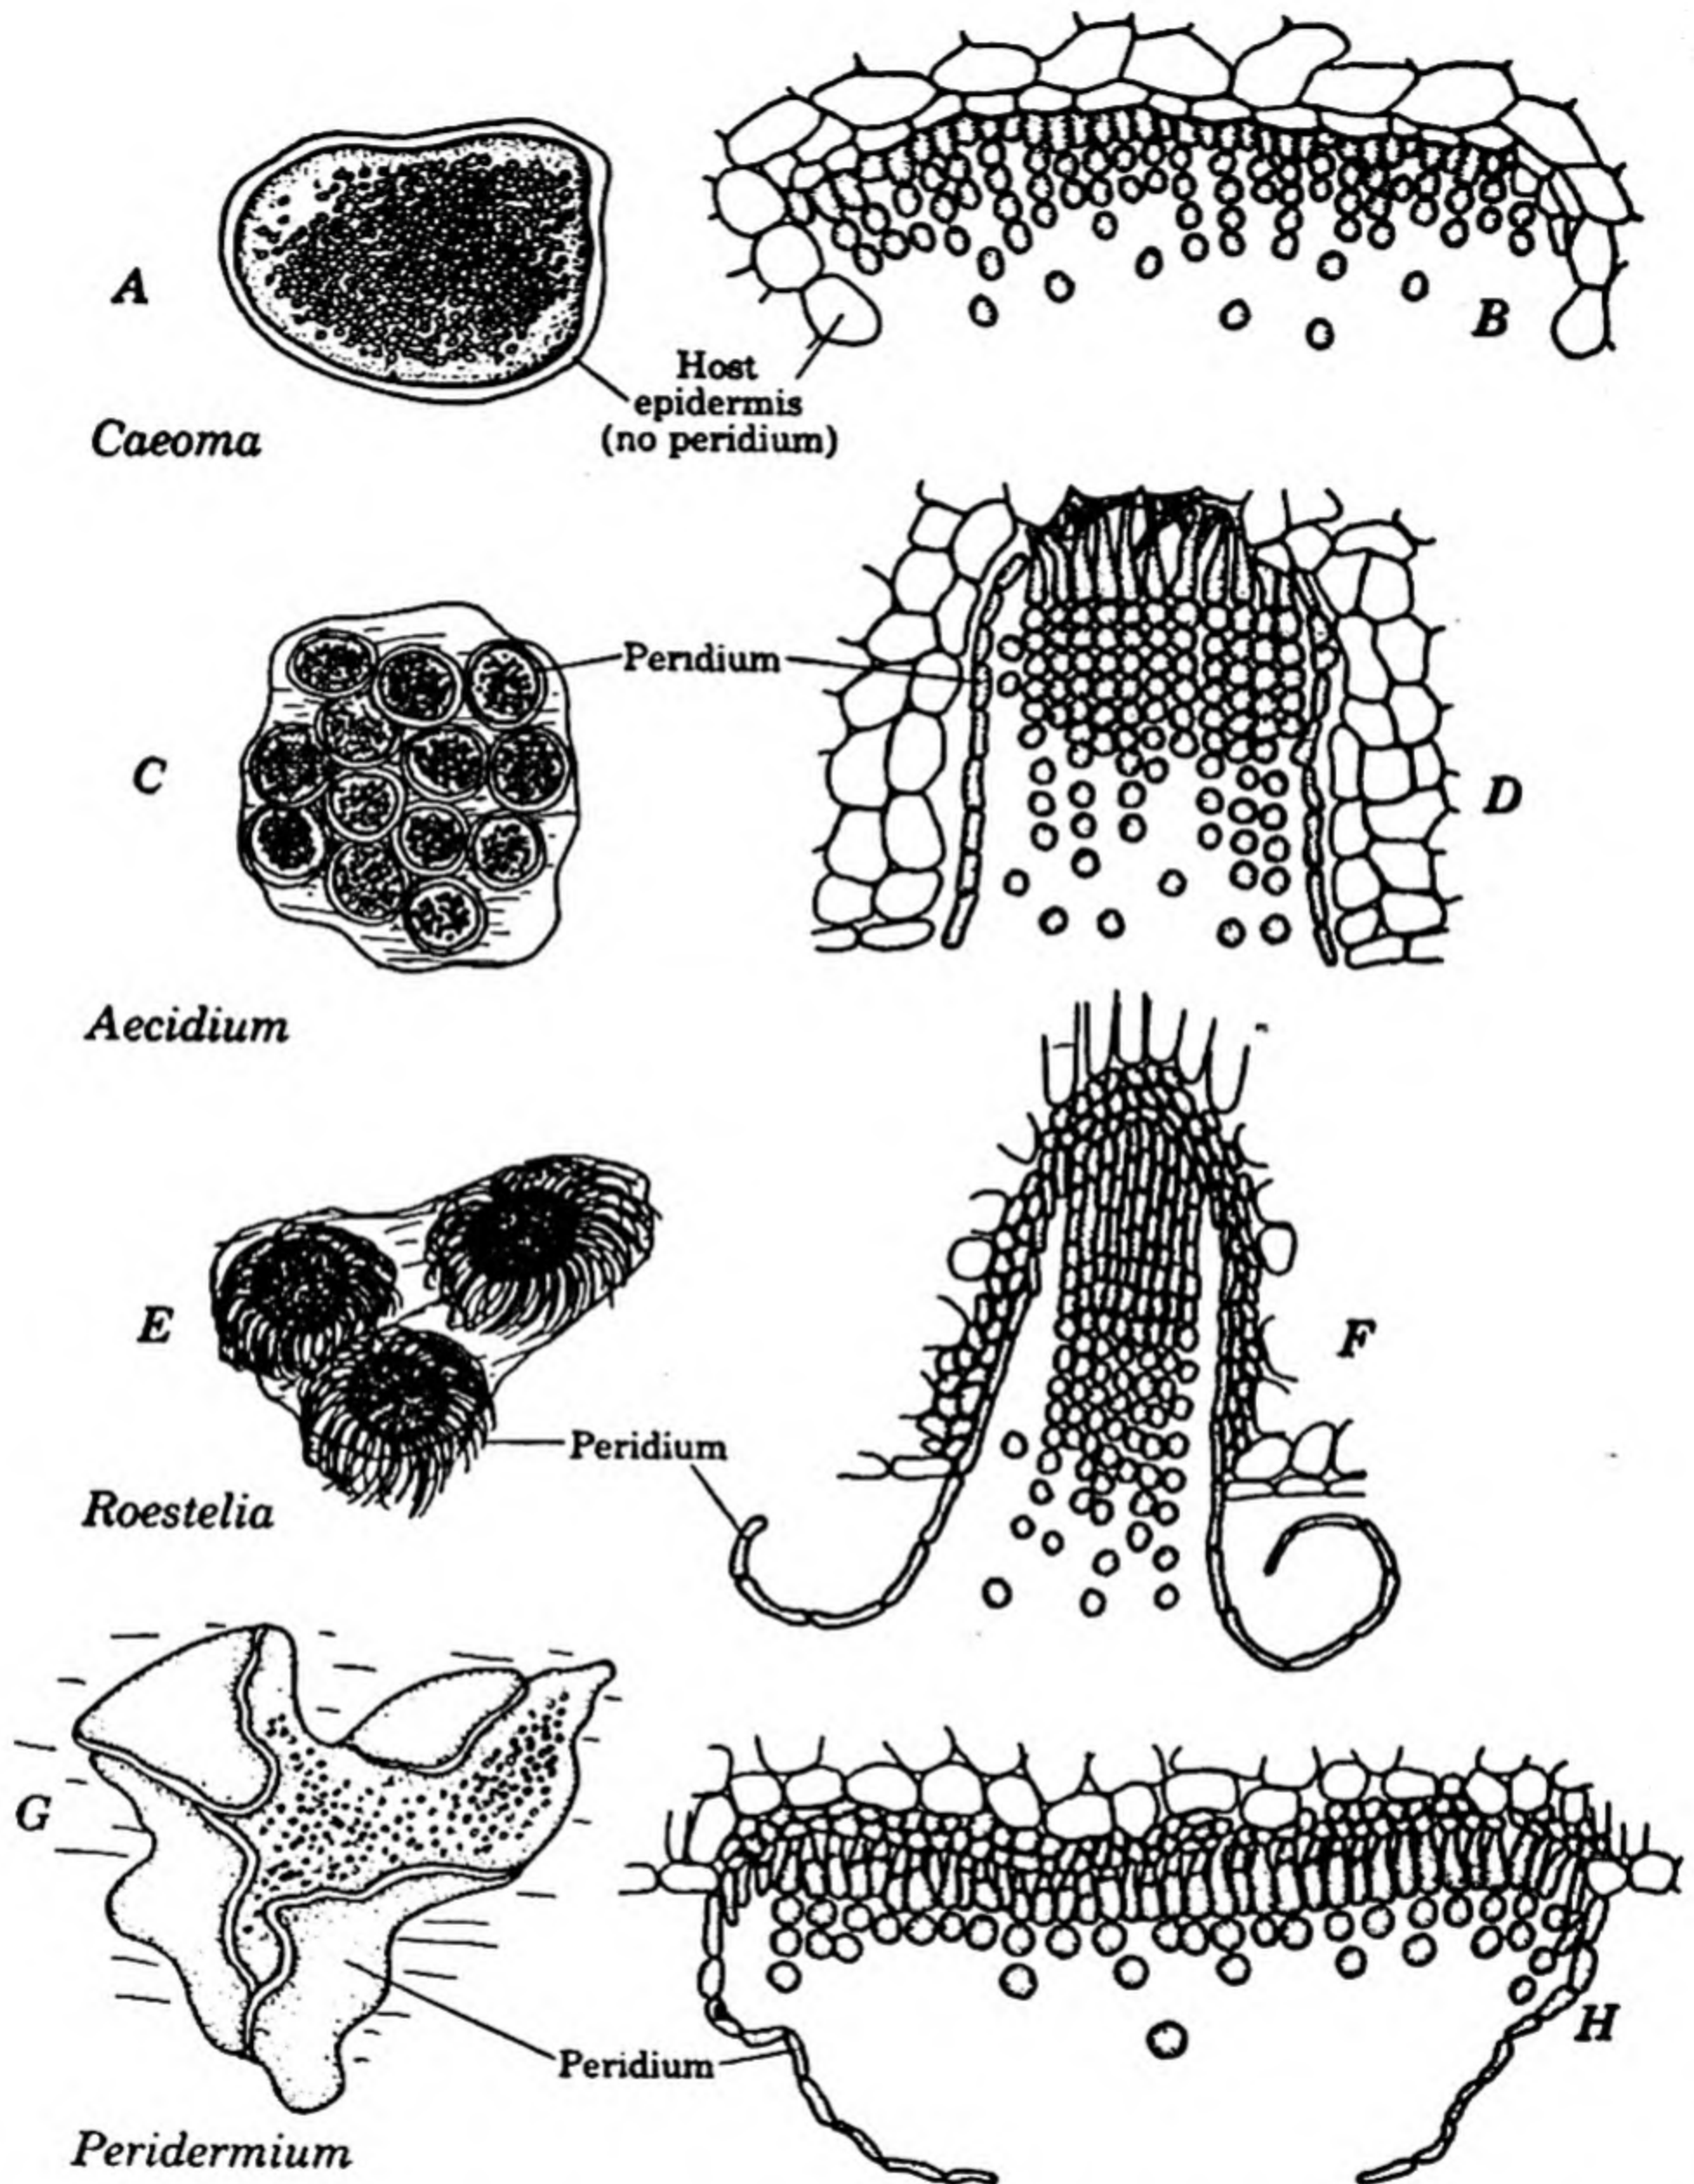 A
B
Host
epidermis
(no peridium)
Caeoma
Peridium
C
D
Aecidium
E
F
Peridium
Roestelia
G
H
Peridium
Peridermium